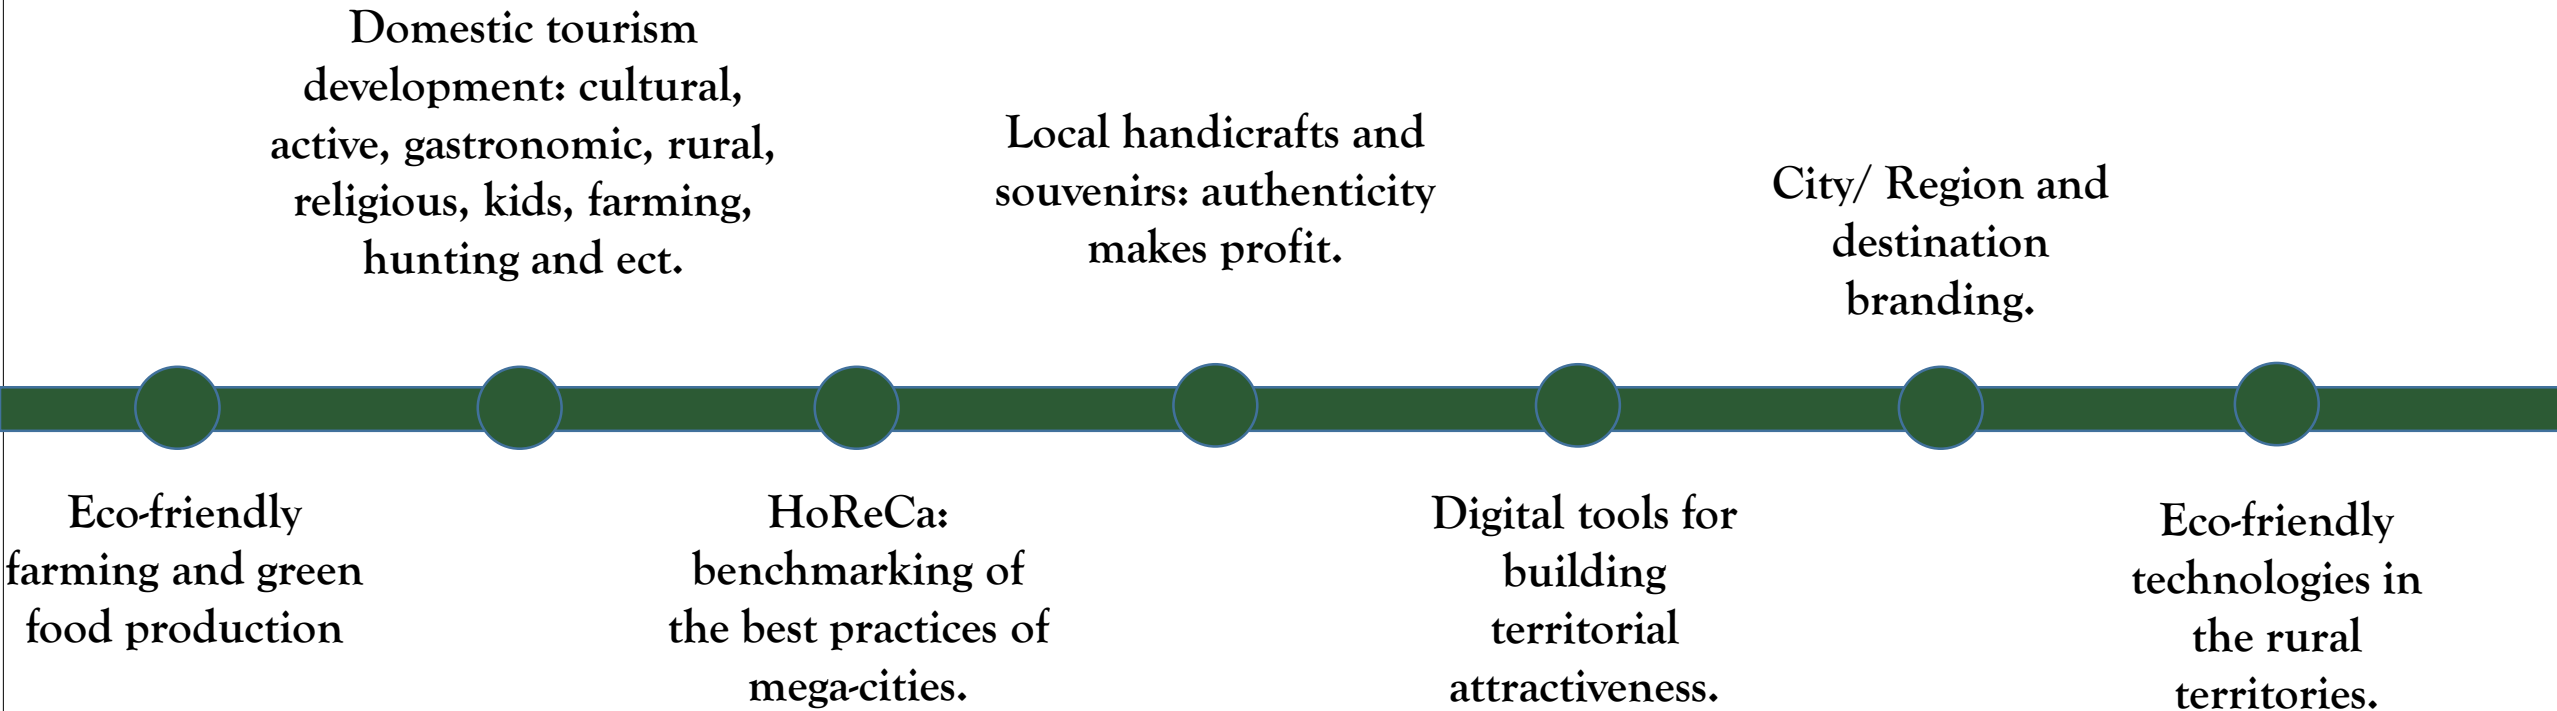 Domestic tourism
development: cultural,
active, gastronomic, rural,
religious, kids, farming,
hunting and ect.
Local handicrafts and
souvenirs: authenticity
makes profit.
City/ Region and
destination
branding.
Eco-friendly
farming and green
food production
HoReCa:
benchmarking of
the best practices of
mega-cities.
Digital tools for
building
territorial
attractiveness.
Eco-friendly
technologies in
the rural
territories.